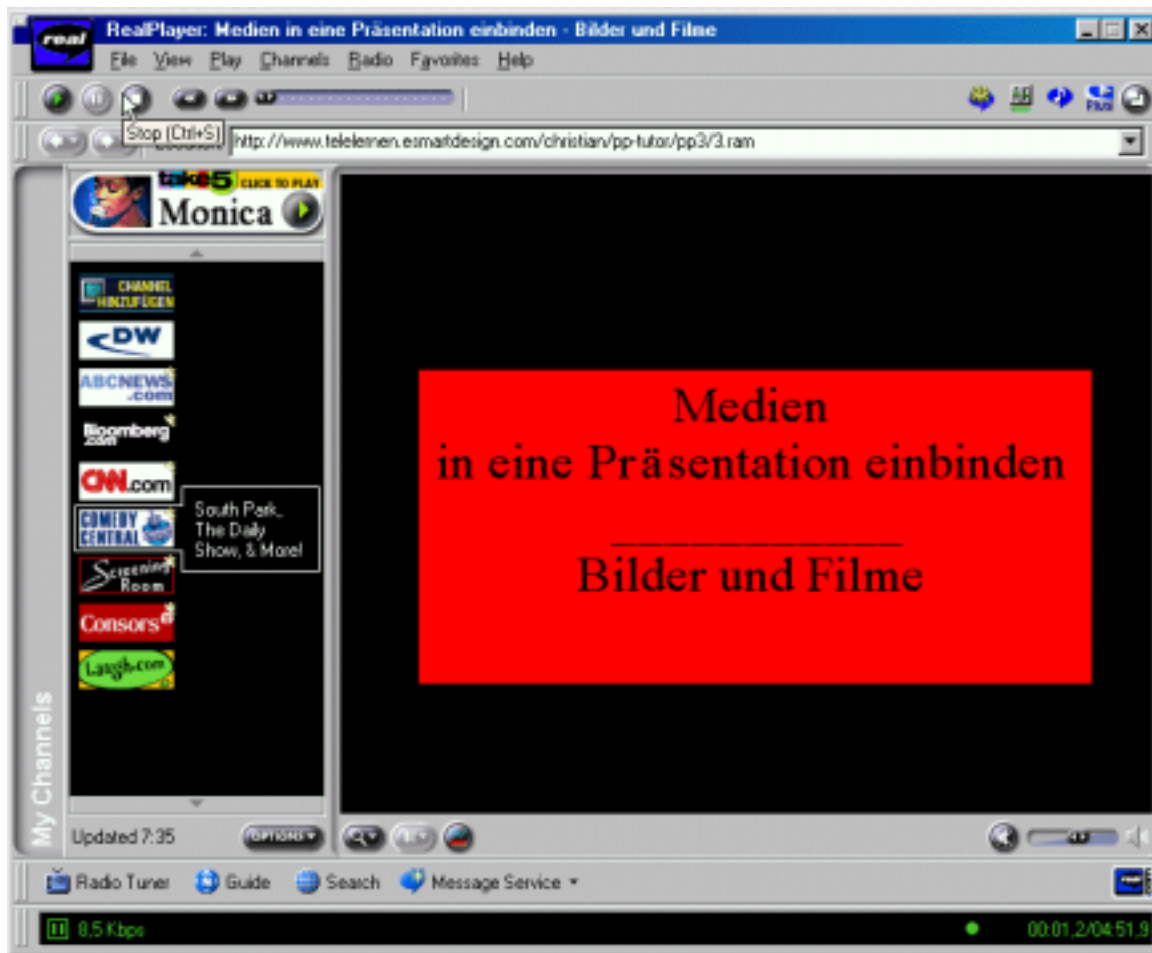 real
RealPlayer: Medien in eine Präsentation einbinden - Bilder und Filme
File View Play Channels Radio Favorites Help
Plus
Stop (Ctrl+S)
http://www.telelernen.esmartdesign.com/christian/pp-tutor/pp3/3.ram
take5 CLICK TO PLAY
Monica
CHANNEL
HINZUFÜGEN
DW
ABCNEWS
.com
Bloomberg
.com
CNN.com
COMEDY
CENTRAL
South Park,
The Daily
Show, & More!
Screening
Room
Consors
Laugh.com
My Channels
Medien
in eine Präsentation einbinden
Bilder und Filme
Updated 7:35
OPTIONS
Radio Tuner Guide Search Message Service
8,5 Kbps
00:01,2/04:51,9